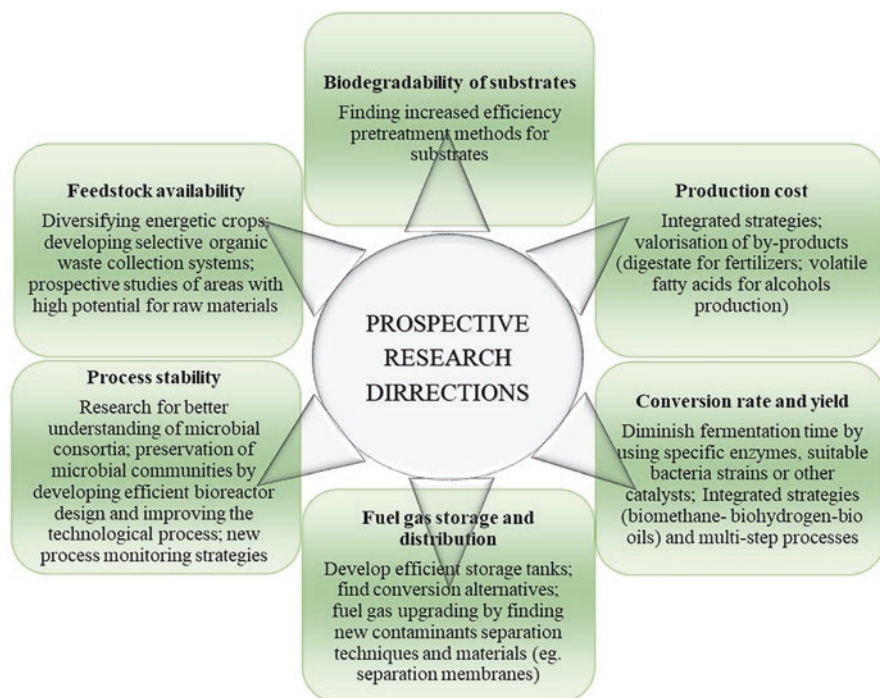 Biodegradability of substrates
Finding increased efficiency
pretreatment methods for
substrates
Feedstock availability
Diversifying energetic crops;
developing selective organic
waste collection systems;
prospective studies of areas with
high potential for raw materials
Production cost
Integrated strategies;
valorisation of by-products
(digestate for fertilizers; volatile
fatty acids for alcohols
production)
PROSPECTIVE
RESEARCH
DIRRECTIONS
Process stability
Research for better
understanding of microbial
consortia; preservation of
microbial communities by
developing efficient bioreactor
design and improving the
technological process; new
process monitoring strategies
Conversion rate and yield
Diminish fermentation time by
using specific enzymes, suitable
bacteria strains or other
catalysts; Integrated strategies
(biomethane- biohydrogen-bio
oils) and multi-step processes
Fuel gas storage and
distribution
Develop efficient storage tanks;
find conversion alternatives;
fuel gas upgrading by finding
new contaminants separation
techniques and materials (eg.
separation membranes)